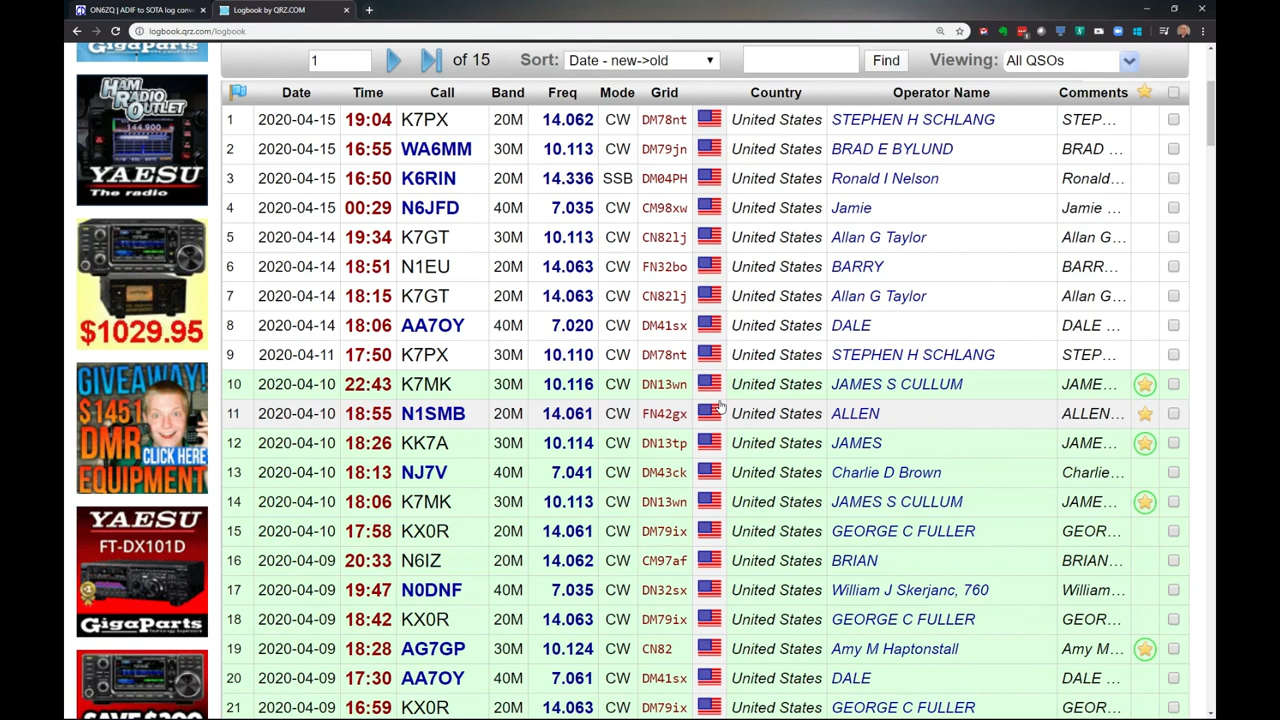 ON6ZQ | ADIF to SOTA log conv × Logbook by QRZ.COM × +
logbook.qrz.com/logbook
GigaParts
1 of 15 Sort: Date - new->old Find Viewing: All QSOs
Date Time Call Band Freq Mode Grid Country Operator Name Comments
1 2020-04-15 19:04 K7PX 20M 14.062 CW DM78nt United States STEPHEN H SCHLANG STEP...
2 2020-04-15 16:55 WA6MM 30M 10.113 CW DM79jn United States BRAD E BYLUND BRAD ...
3 2020-04-15 16:50 K6RIN 20M 14.336 SSB DM04PH United States Ronald I Nelson Ronald...
4 2020-04-15 00:29 N6JFD 40M 7.035 CW CM98xw United States Jamie Jamie ...
5 2020-04-14 19:34 K7GT 30M 10.113 CW CN82lj United States Allan G Taylor Allan G...
6 2020-04-14 18:51 N1EU 20M 14.063 CW FN32bo United States BARRY BARR...
7 2020-04-14 18:15 K7GT 20M 14.063 CW CN82lj United States Allan G Taylor Allan G...
8 2020-04-14 18:06 AA7OY 40M 7.020 CW DM41sx United States DALE DALE ...
9 2020-04-11 17:50 K7PX 30M 10.110 CW DM78nt United States STEPHEN H SCHLANG STEP...
10 2020-04-10 22:43 K7MK 30M 10.116 CW DN13wn United States JAMES S CULLUM JAME...
11 2020-04-10 18:55 N1SMB 20M 14.061 CW FN42gx United States ALLEN ALLEN...
12 2020-04-10 18:26 KK7A 30M 10.114 CW DN13tp United States JAMES JAME...
13 2020-04-10 18:13 NJ7V 40M 7.041 CW DM43ck United States Charlie D Brown Charlie...
14 2020-04-10 18:06 K7MK 30M 10.113 CW DN13wn United States JAMES S CULLUM JAME...
15 2020-04-10 17:58 KX0R 20M 14.061 CW DM79ix United States GEORGE C FULLER GEOR...
16 2020-04-09 20:33 N6IZ 20M 14.062 CW CM97af United States BRIAN BRIAN...
17 2020-04-09 19:47 N0DNF 40M 7.035 CW DN32sx United States William J Skerjanc, 760 William...
18 2020-04-09 18:42 KX0R 20M 14.063 CW DM79ix United States GEORGE C FULLER GEOR...
19 2020-04-09 18:28 AG7GP 30M 10.124 CW CN82 United States Amy M Haptonstall Amy M...
20 2020-04-09 17:30 AA7OY 40M 7.061 CW DM41sx United States DALE DALE ...
21 2020-04-09 16:59 KX0R 20M 14.063 CW DM79ix United States GEORGE C FULLER GEOR...
HAM
RADIO
OUTLET
144.900
YAESU
The radio
$1029.95
GIVEAWAY!
$1451
DMR
CLICK HERE
EQUIPMENT
YAESU
FT-DX101D
GigaParts
SAVE $300